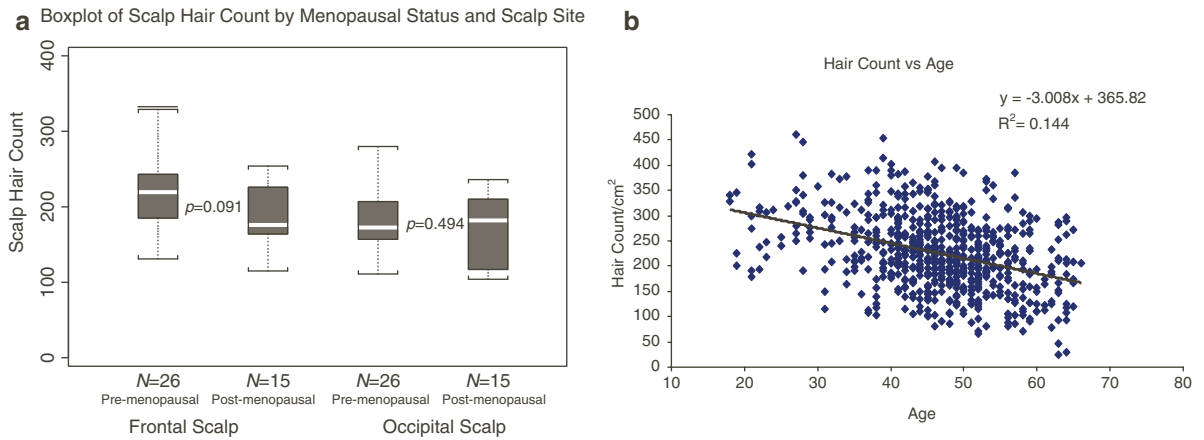 a Boxplot of Scalp Hair Count by Menopausal Status and Scalp Site
Scalp Hair Count
400
300
200
100
0
p=0.091
p=0.494
N=26 N=15 N=26 N=15
Pre-menopausal Post-menopausal Pre-menopausal Post-menopausal
Frontal Scalp Occipital Scalp
b
Hair Count vs Age
y = -3.008x + 365.82
R²= 0.144
Hair Count/cm²
500
450
400
350
300
250
200
150
100
50
0
10 20 30 40 50 60 70 80
Age